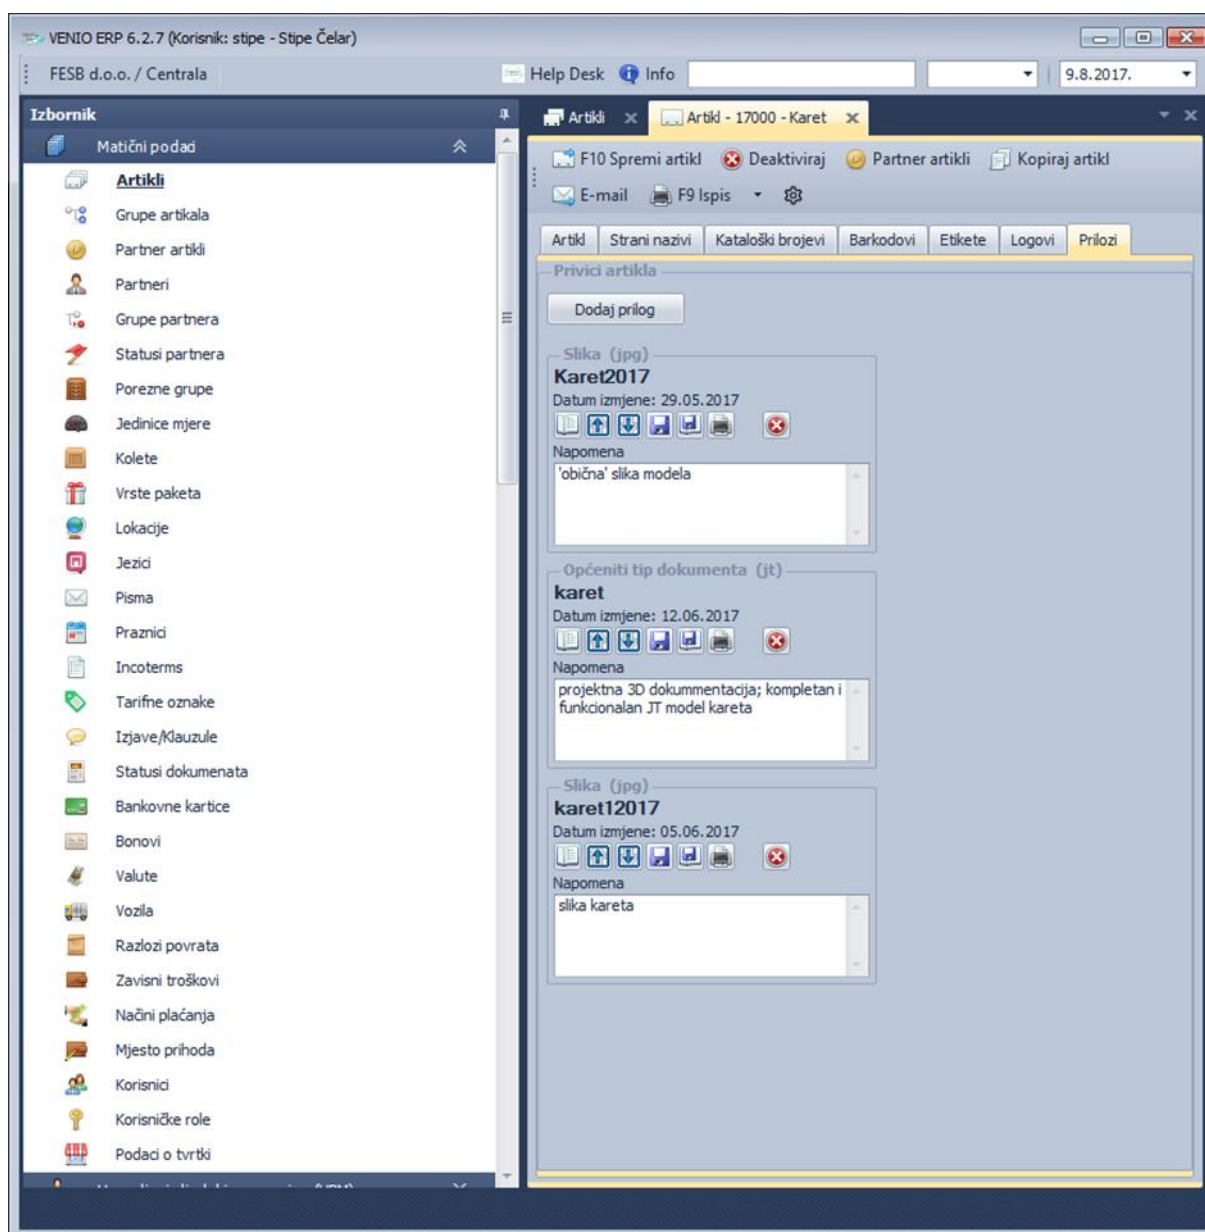 VENIO ERP 6.2.7 (Korisnik: stipe - Stipe Čelar)
FESB d.o.o. / Centrala
Help Desk
Info
9.8.2017.
Izbornik
Matični podaci
Artikli
Grupe artikala
Partner artikli
Partneri
Grupe partnera
Statusi partnera
Porezne grupe
Jedinice mjere
Kolete
Vrste paketa
Lokacije
Jezici
Pisma
Praznici
Incoterms
Tarifne oznake
Izjave/Klauzule
Statusi dokumenata
Bankovne kartice
Bonovi
Valute
Vozila
Razlozi povrata
Zavisni troškovi
Načini plaćanja
Mjesto prihoda
Korisnici
Korisničke role
Podaci o tvrtki
Artikli
Artikl - 17000 - Karet
F10 Spremi artikl
Deaktiviraj
Partner artikli
Kopiraj artikl
E-mail
F9 Ispis
Artikl
Strani nazivi
Kataloški brojevi
Barkodovi
Etikete
Logovi
Prilozi
Privici artikla
Dodaj prilog
Slika (jpg)
Karet2017
Datum izmjene: 29.05.2017
Napomena
'obična' slika modela
Općeniti tip dokumenta (jt)
karet
Datum izmjene: 12.06.2017
Napomena
projektna 3D dokummentacija; kompletan i
funkcionalan JT model kareta
Slika (jpg)
karet12017
Datum izmjene: 05.06.2017
Napomena
slika kareta